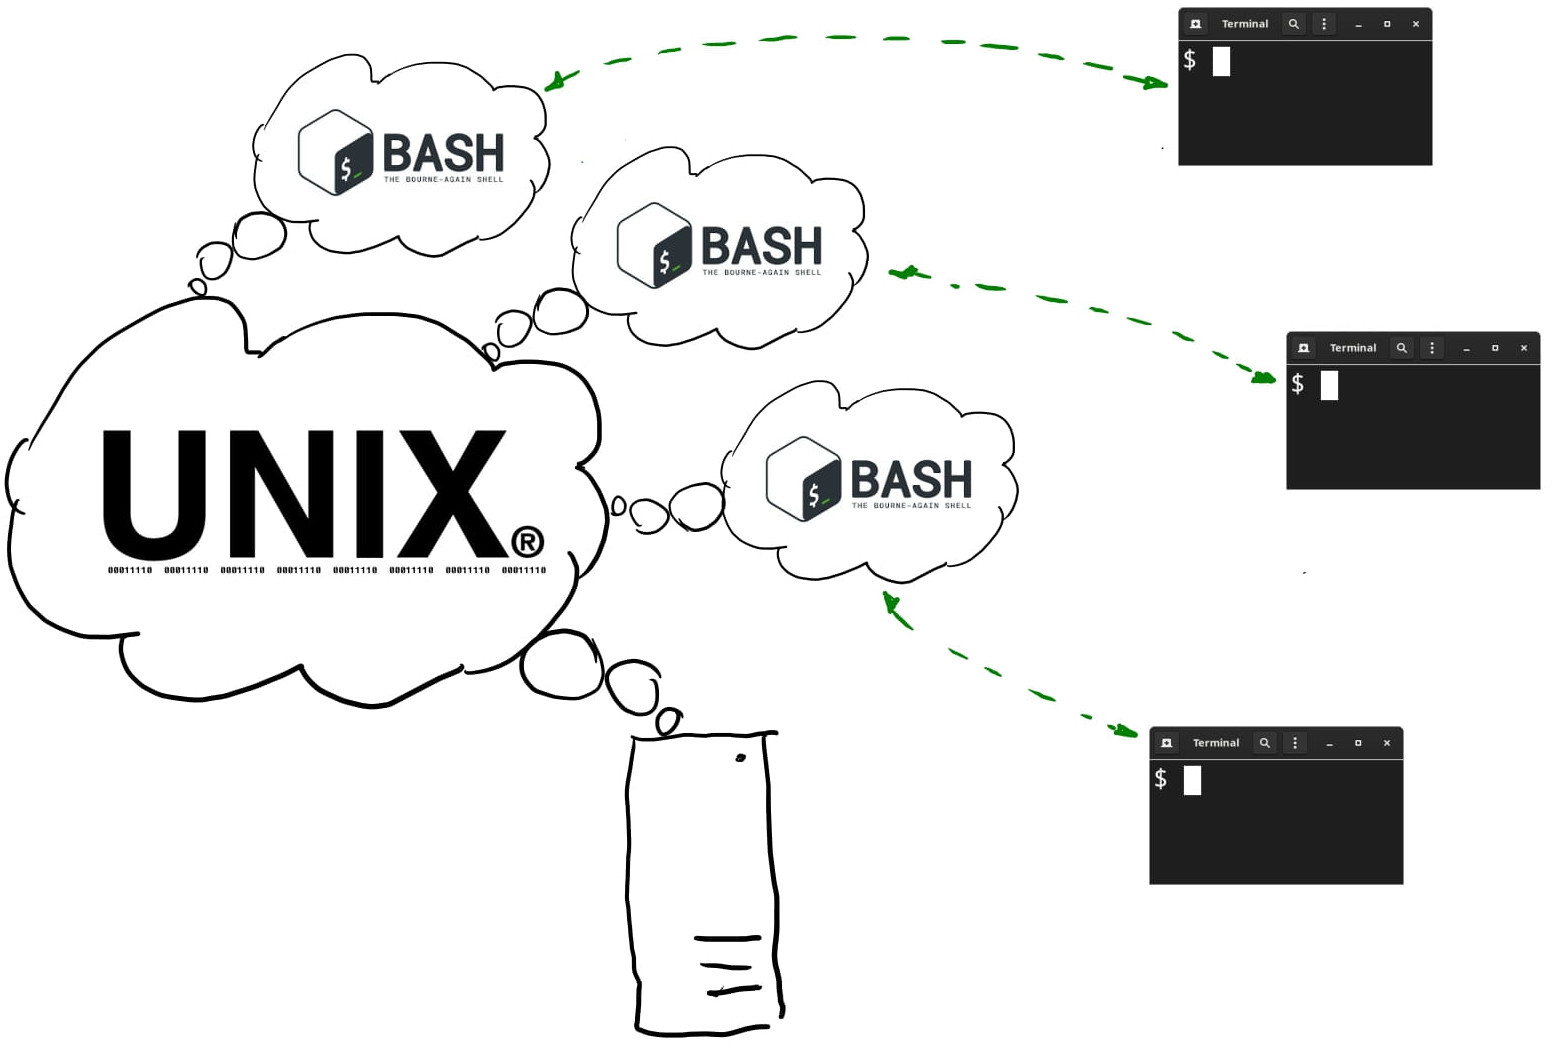 Terminal
$
$_ BASH
THE BOURNE-AGAIN SHELL
$_ BASH
THE BOURNE-AGAIN SHELL
Terminal
$
UNIX®
00011110 00011110 00011110 00011110 00011110 00011110 00011110 00011110
$_ BASH
THE BOURNE-AGAIN SHELL
Terminal
$